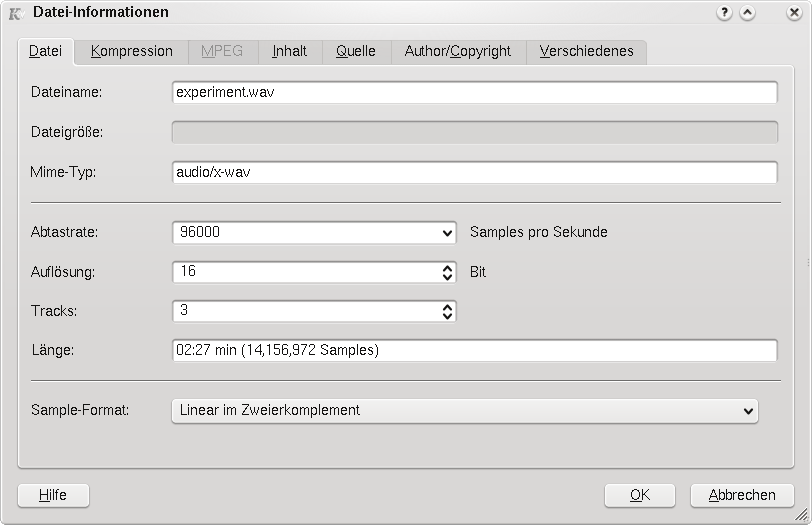 Datei-Informationen
Datei Kompression MPEG Inhalt Quelle Author/Copyright Verschiedenes
Dateiname: experiment.wav
Dateigröße:
Mime-Typ: audio/x-wav
Abtastrate: 96000 Samples pro Sekunde
Auflösung: 16 Bit
Tracks: 3
Länge: 02:27 min (14,156,972 Samples)
Sample-Format: Linear im Zweierkomplement
Hilfe OK Abbrechen